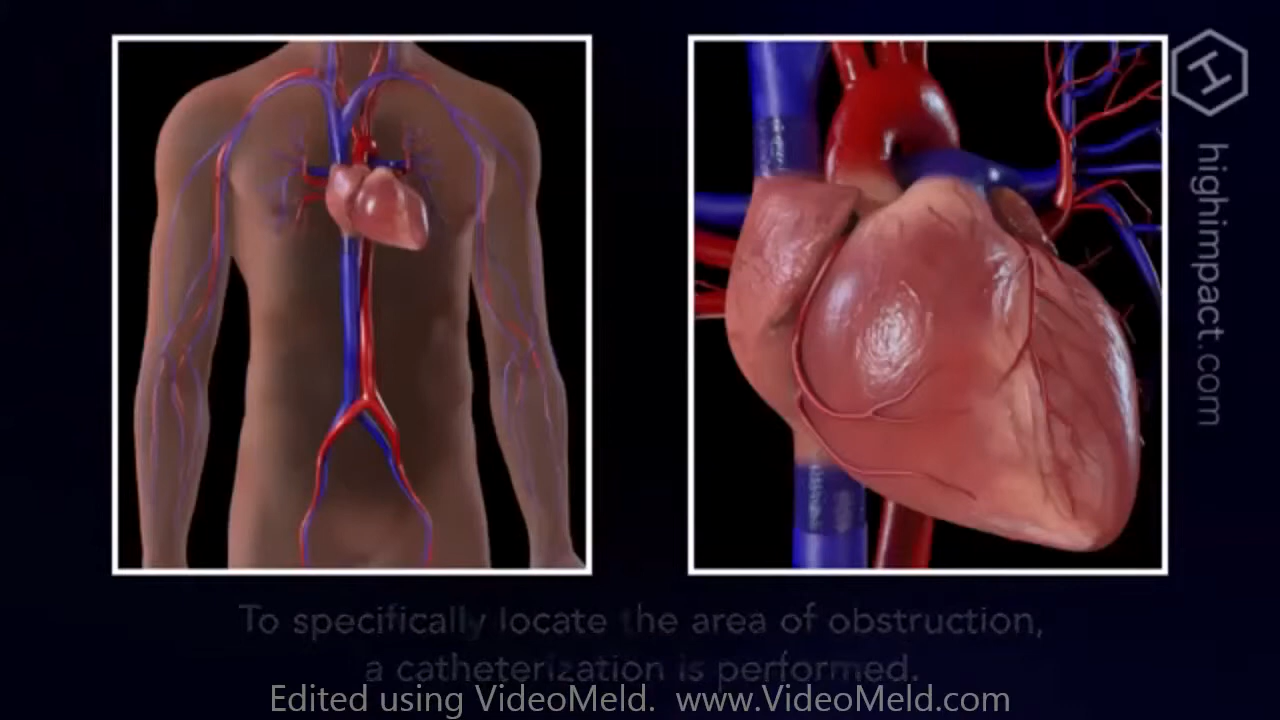 highimpact.com
To specifically locate the area of obstruction,
a catheterization is performed.
Edited using VideoMeld.  www.VideoMeld.com